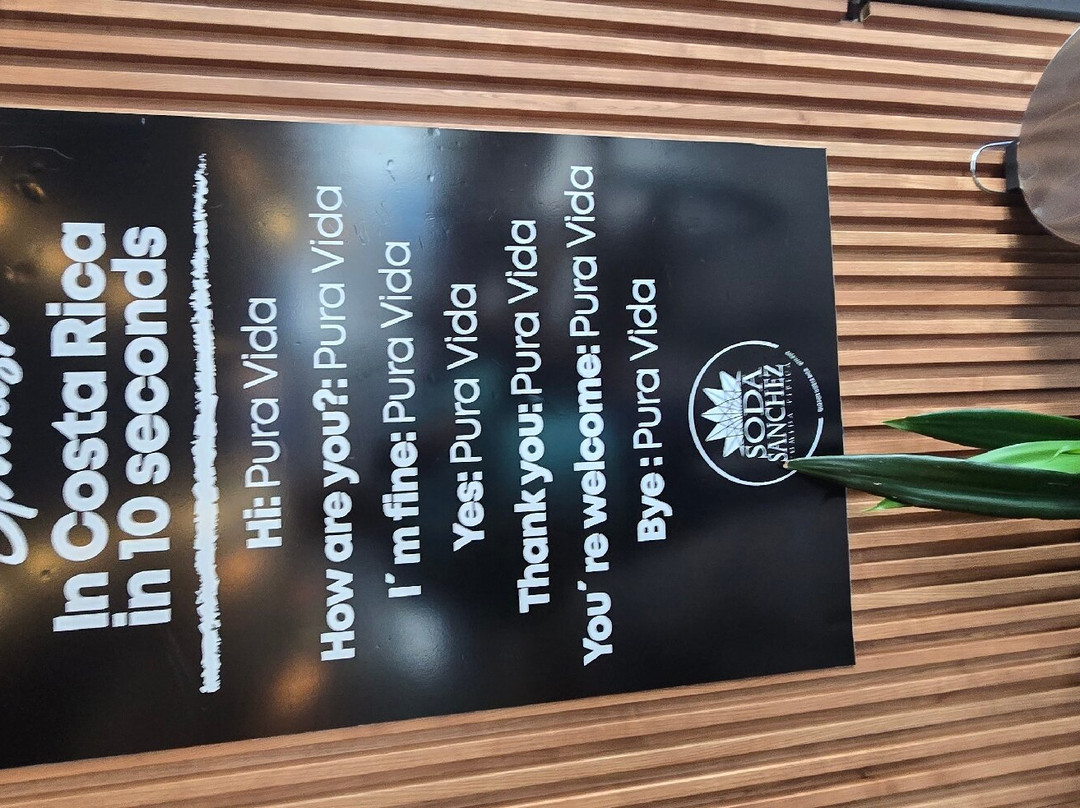 In Costa Rica
in 10 seconds
Hi: Pura Vida
How are you?: Pura Vida
I´m fine: Pura Vida
Yes: Pura Vida
Thank you: Pura Vida
You´re welcome: Pura Vida
Bye : Pura Vida
SODA
SANCHEZ